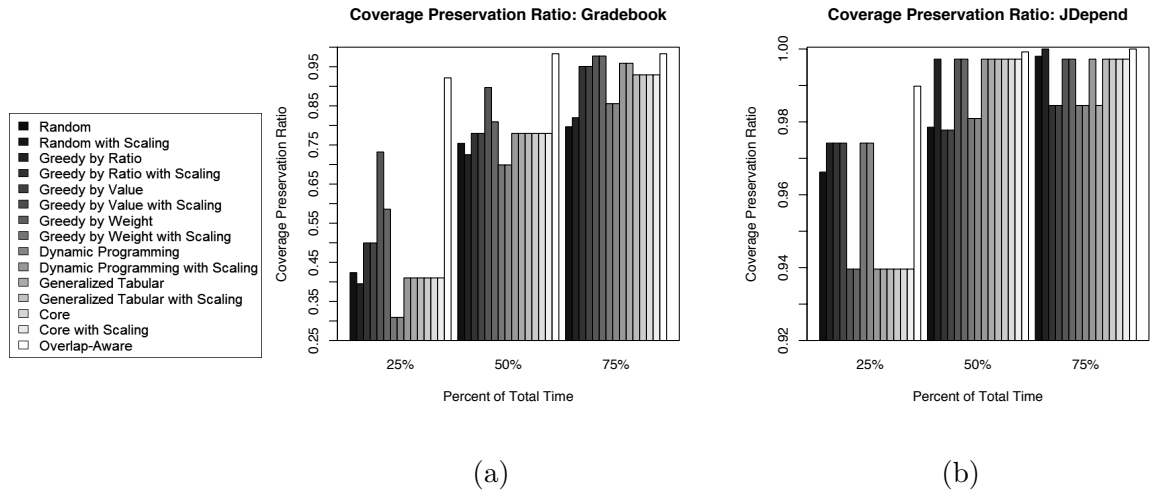 Coverage Preservation Ratio: Gradebook
Coverage Preservation Ratio: JDepend
Random
Random with Scaling
Greedy by Ratio
Greedy by Ratio with Scaling
Greedy by Value
Greedy by Value with Scaling
Greedy by Weight
Greedy by Weight with Scaling
Dynamic Programming
Dynamic Programming with Scaling
Generalized Tabular
Generalized Tabular with Scaling
Core
Core with Scaling
Overlap-Aware
Coverage Preservation Ratio
0.95
0.85
0.75
0.65
0.55
0.45
0.35
0.25
25%
50%
75%
Percent of Total Time
(a)
Coverage Preservation Ratio
1.00
0.98
0.96
0.94
0.92
25%
50%
75%
Percent of Total Time
(b)